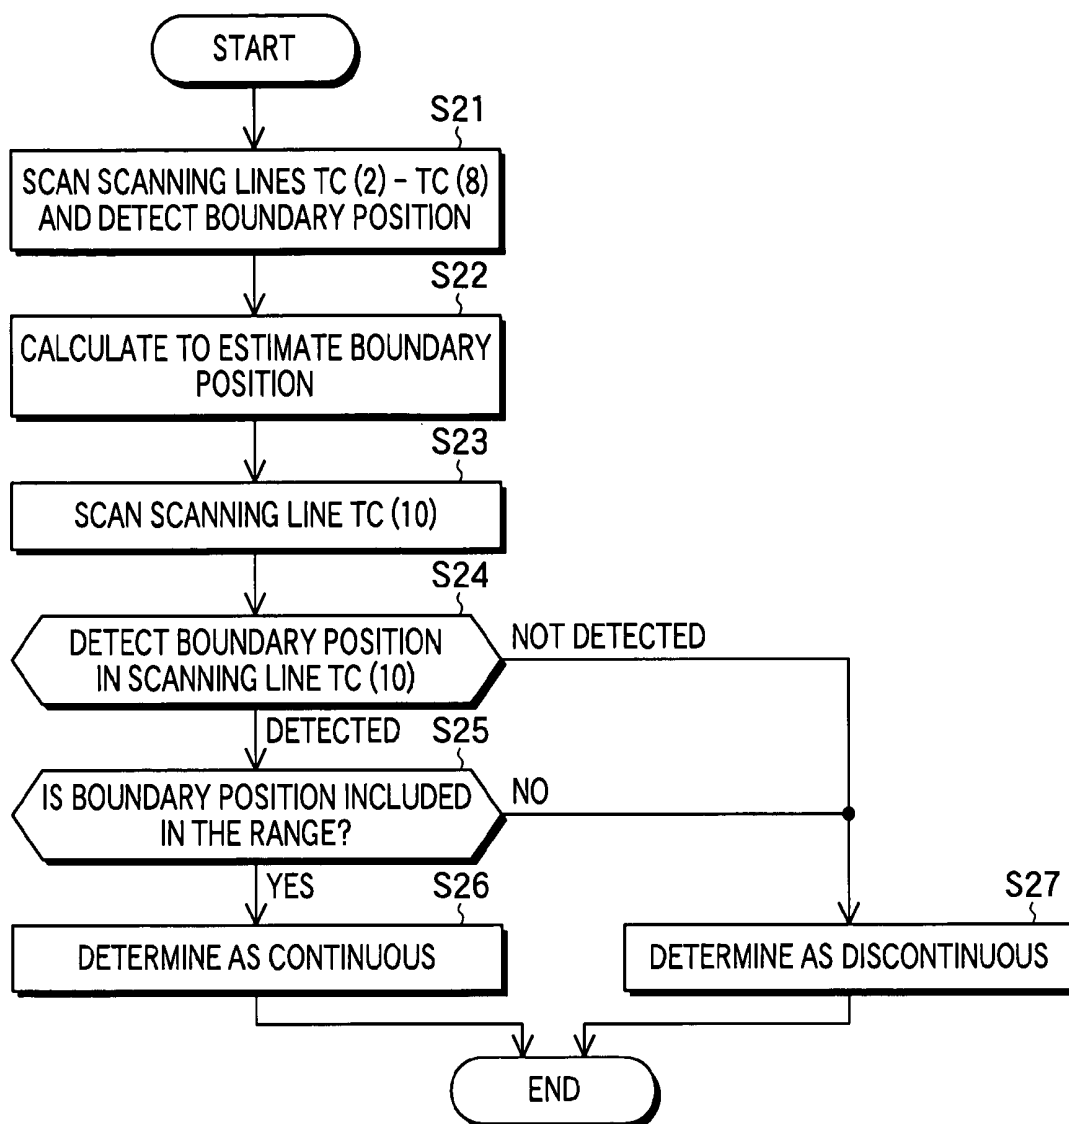 START
S21
SCAN SCANNING LINES TC (2) – TC (8)
AND DETECT BOUNDARY POSITION
S22
CALCULATE TO ESTIMATE BOUNDARY
POSITION
S23
SCAN SCANNING LINE TC (10)
S24
DETECT BOUNDARY POSITION
IN SCANNING LINE TC (10)
NOT DETECTED
DETECTED
S25
IS BOUNDARY POSITION INCLUDED
IN THE RANGE?
NO
YES
S26
DETERMINE AS CONTINUOUS
S27
DETERMINE AS DISCONTINUOUS
END